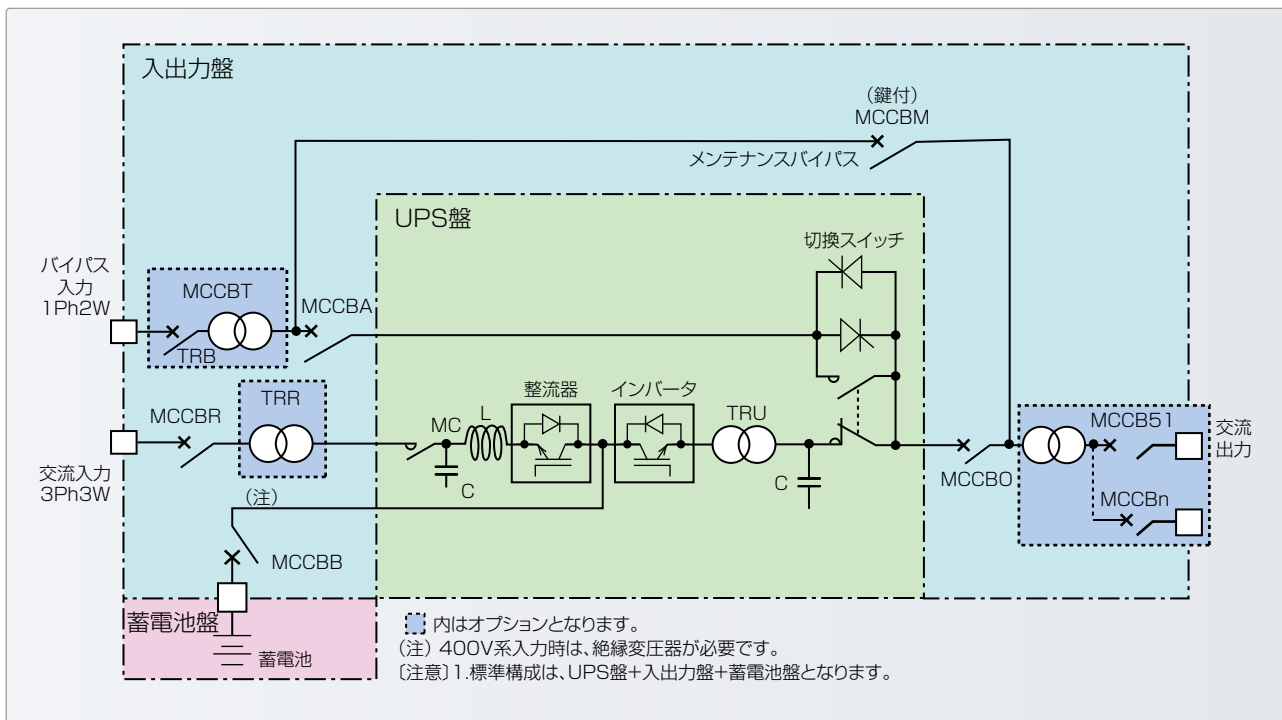 入出力盤
(鍵付)
MCCBM
メンテナンスバイパス
UPS盤
切換スイッチ
バイパス
入力
1Ph2W
MCCBT
TRB
MCCBA
MCCBR
TRR
交流入力
3Ph3W
MC
L
C
整流器
インバータ
TRU
C
MCCBO
MCCB51
MCCBn
交流
出力
(注)
MCCBB
蓄電池盤
蓄電池
内はオプションとなります。
(注) 400V系入力時は、絶縁変圧器が必要です。
〔注意〕1.標準構成は、UPS盤+入出力盤+蓄電池盤となります。